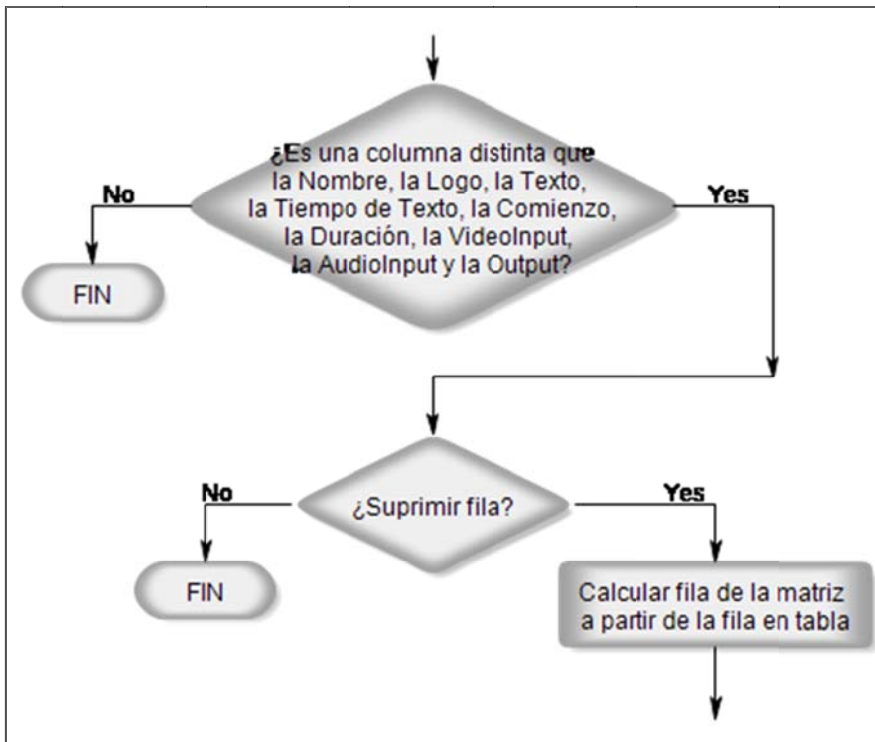 ¿Es una columna distinta que
la Nombre, la Logo, la Texto,
la Tiempo de Texto, la Comienzo,
la Duración, la VideoInput,
la AudioInput y la Output?
No
Yes
FIN
¿Suprimir fila?
No
Yes
FIN
Calcular fila de la matriz
a partir de la fila en tabla